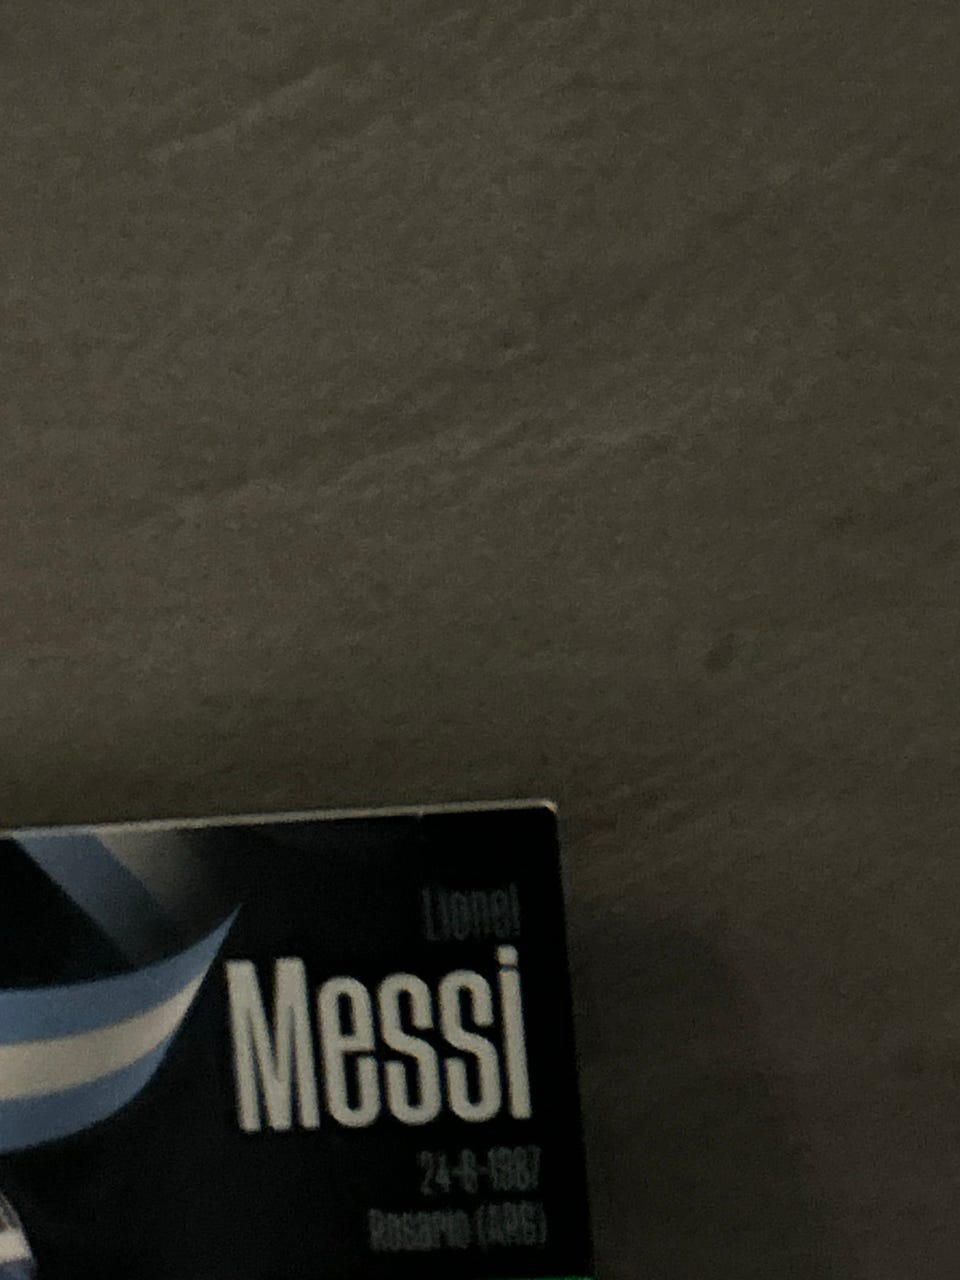 Lionel
Messi
24-6-1987
Rosario (ARG)